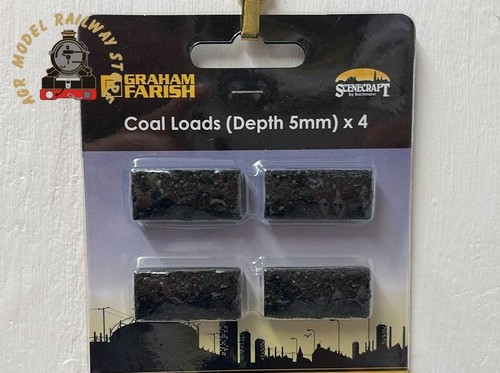 AGR MODEL RAILWAY STORE
GRAHAM
FARISH
SCENECRAFT
by Bachmann
Coal Loads (Depth 5mm) x 4